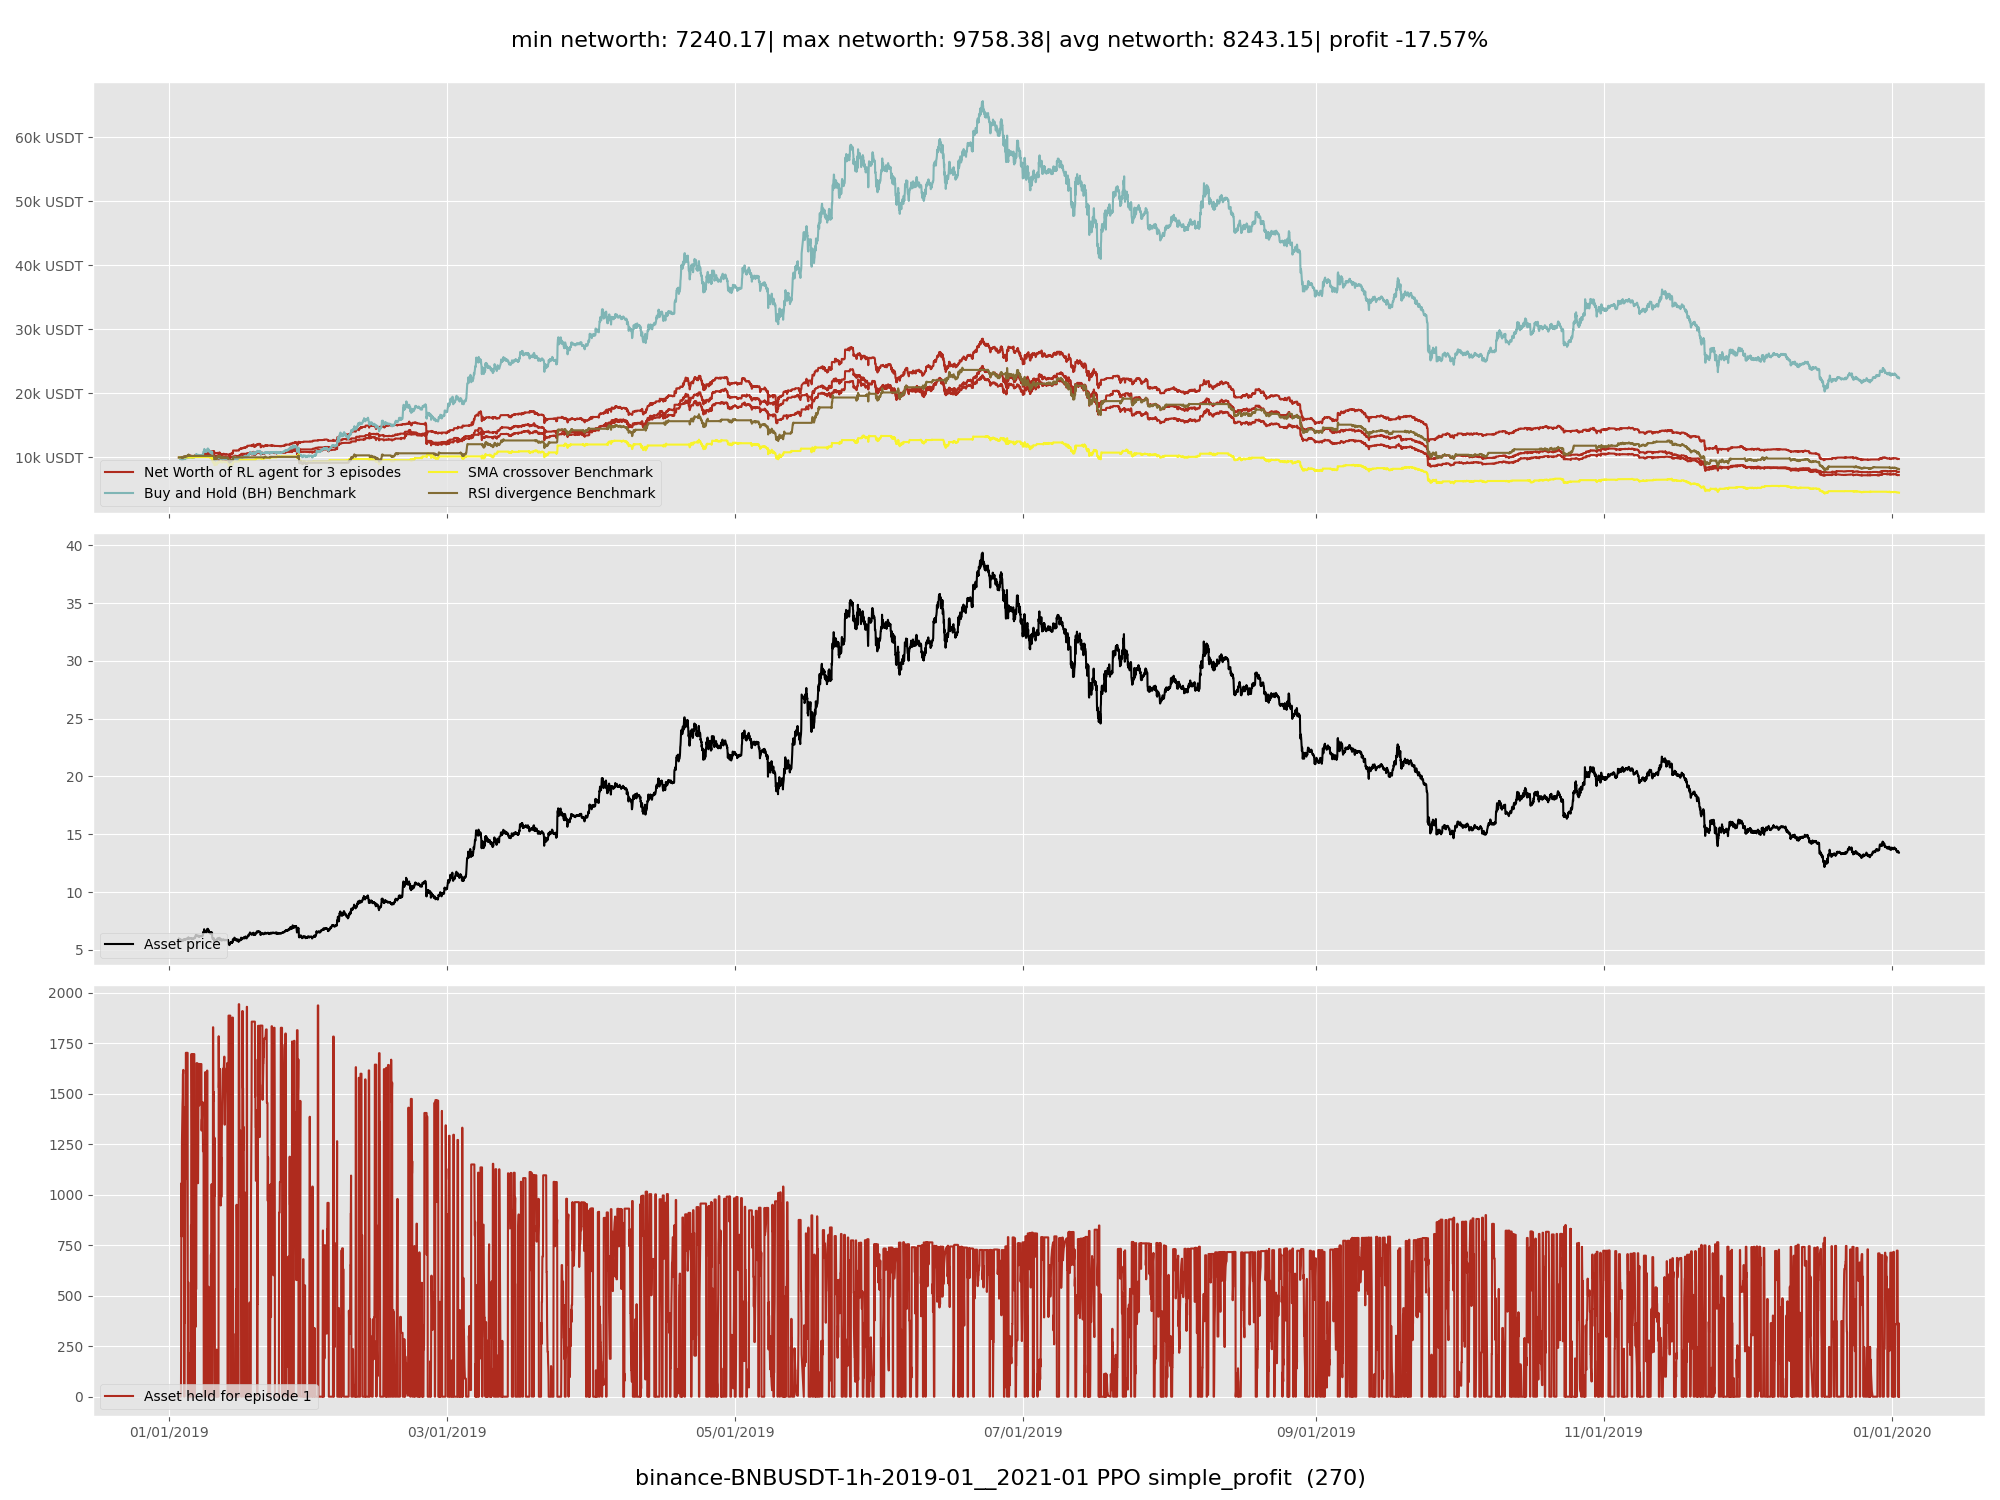 min networth: 7240.17| max networth: 9758.38| avg networth: 8243.15| profit -17.57%
60k USDT
50k USDT
40k USDT
30k USDT
20k USDT
10k USDT
Net Worth of RL agent for 3 episodes
Buy and Hold (BH) Benchmark
SMA crossover Benchmark
RSI divergence Benchmark
40
35
30
25
20
15
10
5
Asset price
2000
1750
1500
1250
1000
750
500
250
0
Asset held for episode 1
01/01/2019 03/01/2019 05/01/2019 07/01/2019 09/01/2019 11/01/2019 01/01/2020
binance-BNBUSDT-1h-2019-01__2021-01 PPO simple_profit (270)